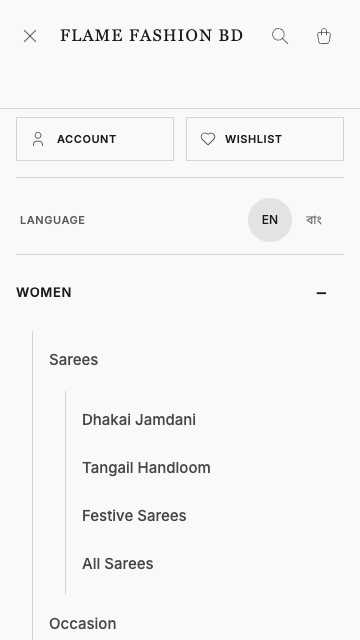 FLAME FASHION BD
ACCOUNT
WISHLIST
LANGUAGE
EN
বাং
WOMEN
Sarees
Dhakai Jamdani
Tangail Handloom
Festive Sarees
All Sarees
Occasion